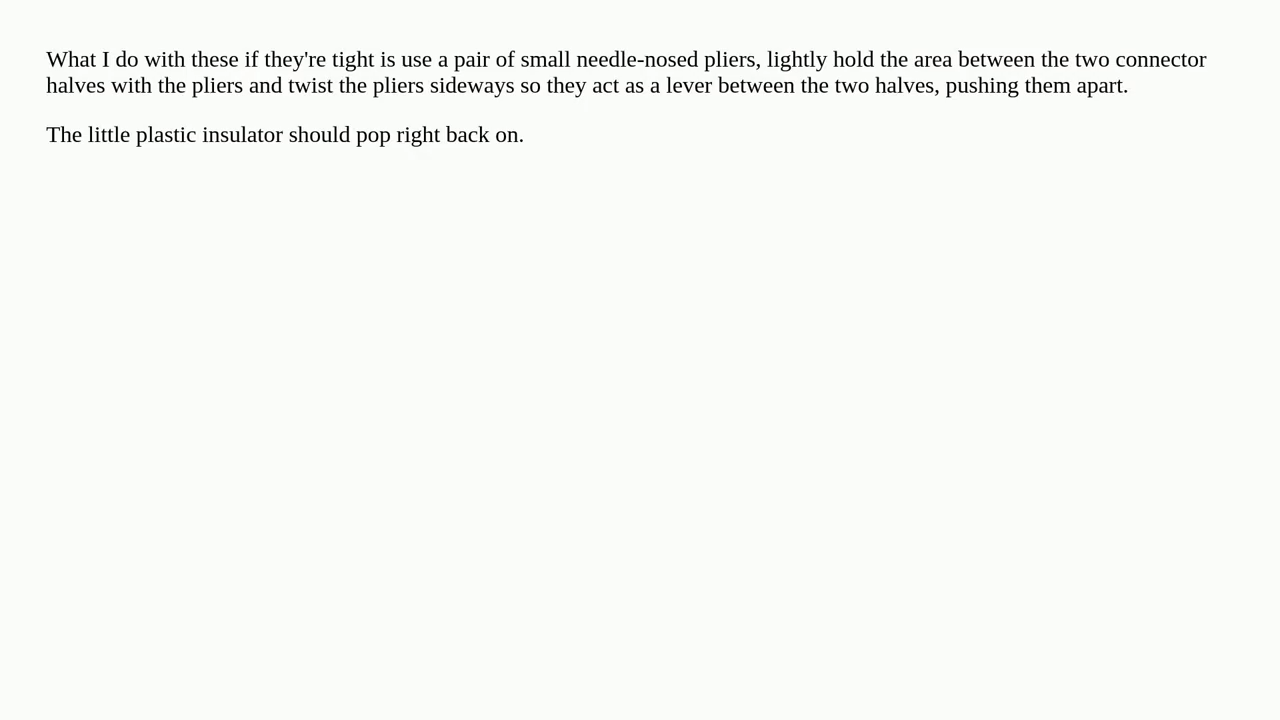 What I do with these if they're tight is use a pair of small needle-nosed pliers, lightly hold the area between the two connector
halves with the pliers and twist the pliers sideways so they act as a lever between the two halves, pushing them apart.
The little plastic insulator should pop right back on.